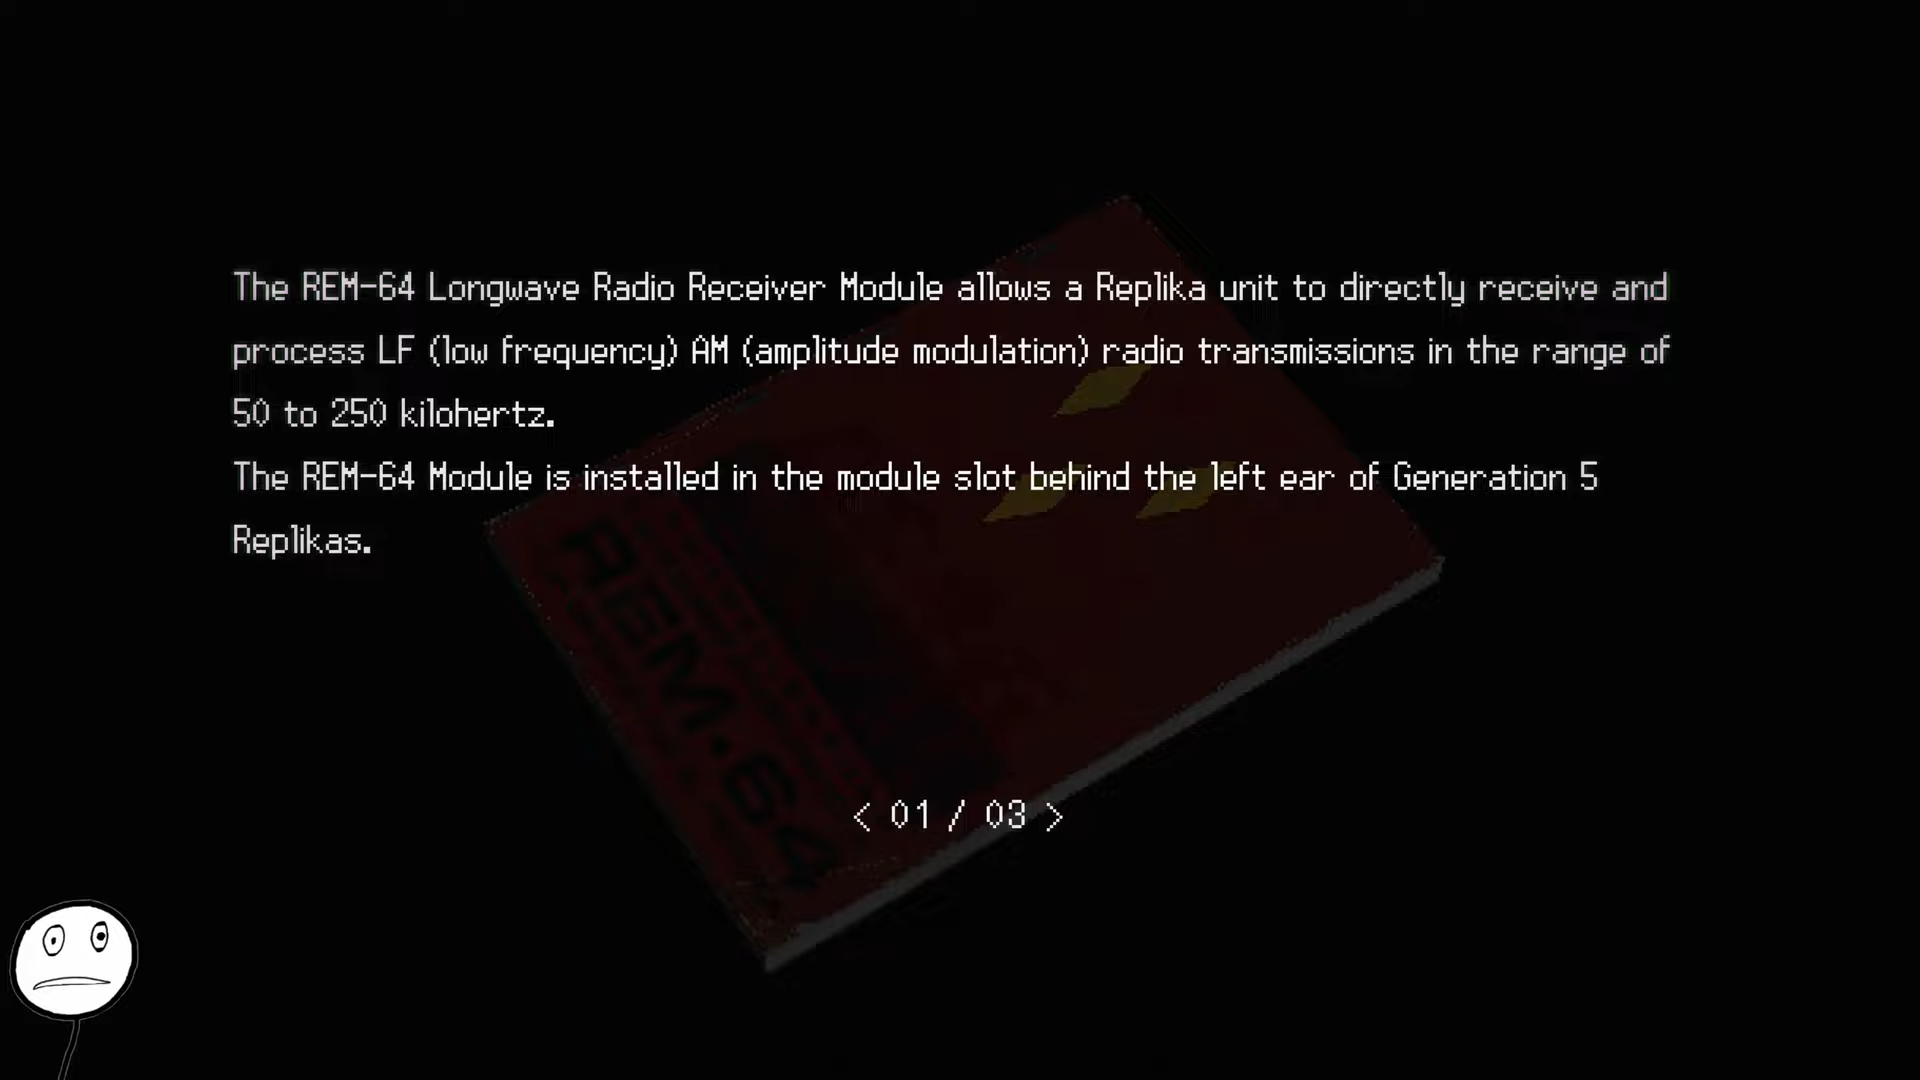 The REM-64 Longwave Radio Receiver Module allows a Replika unit to directly receive and
process LF (low frequency) AM (amplitude modulation) radio transmissions in the range of
50 to 250 kilohertz.
The REM-64 Module is installed in the module slot behind the left ear of Generation 5
Replikas.
REM-64
< 01 / 03 >